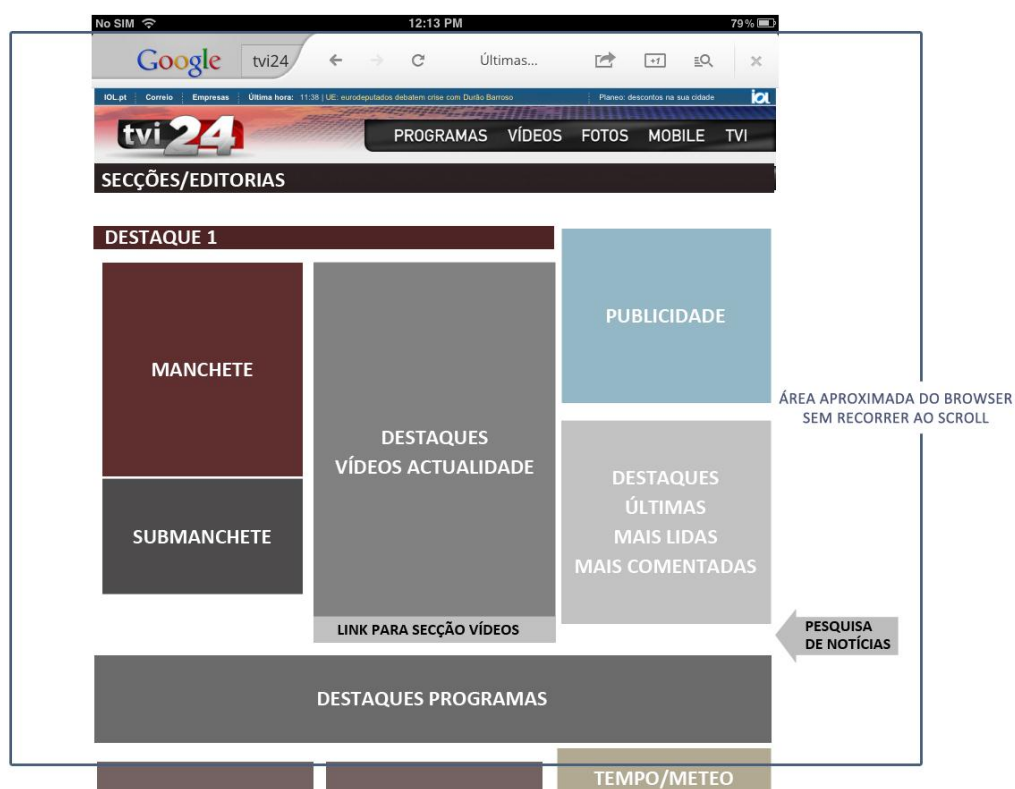 No SIM 12:13 PM 79%
Google tvi24 Últimas... +1
IOL.pt Correio Empresas Última hora: 11:38 | UE: eurodeputados debatem crise com Durão Barroso Planeo: descontos na sua cidade iOL
tvi 24 PROGRAMAS VÍDEOS FOTOS MOBILE TVI
SECÇÕES/EDITORIAS
DESTAQUE 1
PUBLICIDADE
MANCHETE
ÁREA APROXIMADA DO BROWSER
SEM RECORRER AO SCROLL
DESTAQUES
VÍDEOS ACTUALIDADE
DESTAQUES
ÚLTIMAS
MAIS LIDAS
MAIS COMENTADAS
SUBMANCHETE
LINK PARA SECÇÃO VÍDEOS
PESQUISA
DE NOTÍCIAS
DESTAQUES PROGRAMAS
TEMPO/METEO